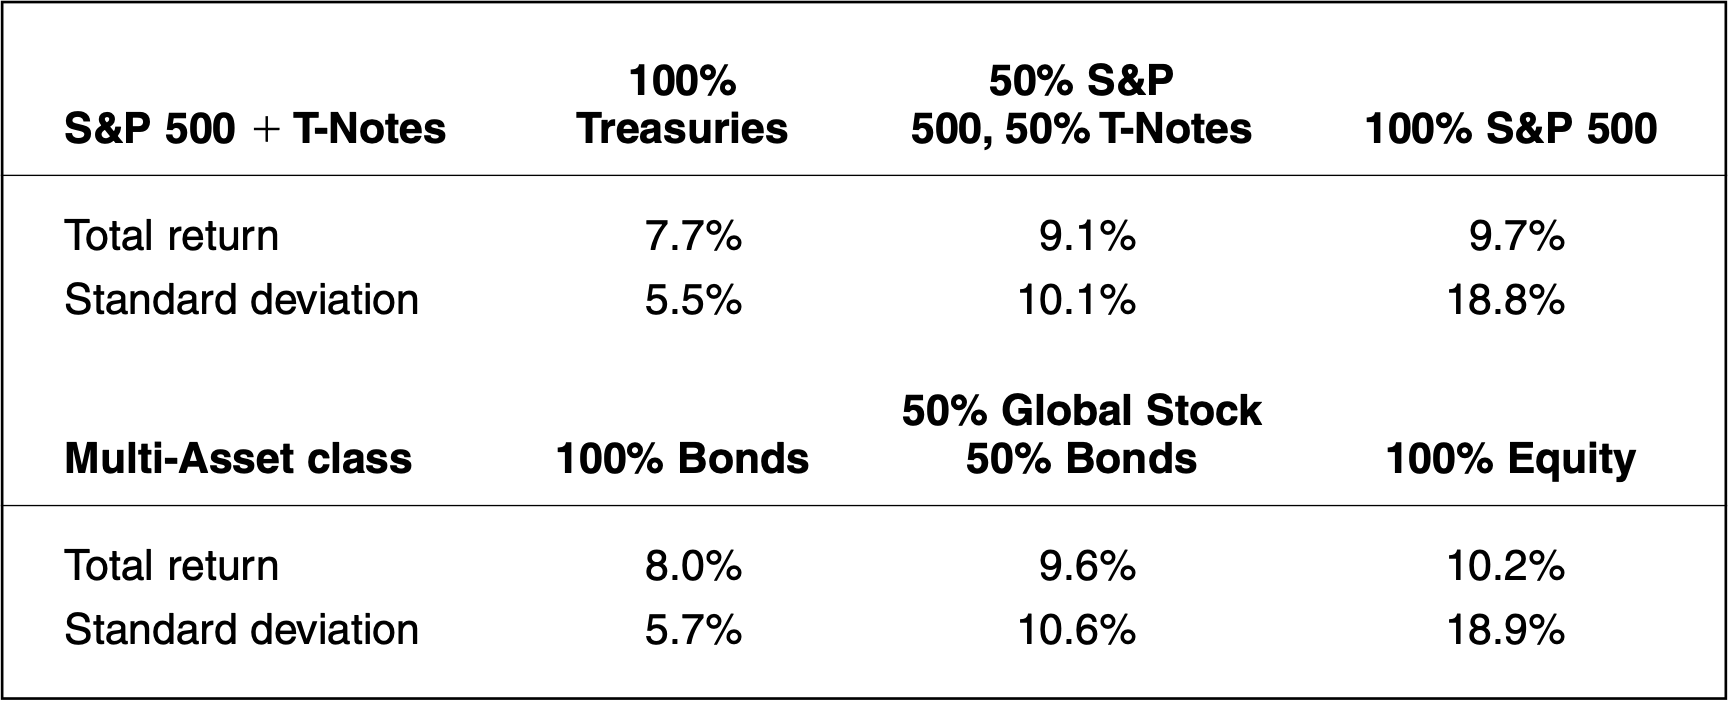 100% 50% S&P
S&P 500 + T-Notes Treasuries 500, 50% T-Notes 100% S&P 500
Total return 7.7% 9.1% 9.7%
Standard deviation 5.5% 10.1% 18.8%
50% Global Stock
Multi-Asset class 100% Bonds 50% Bonds 100% Equity
Total return 8.0% 9.6% 10.2%
Standard deviation 5.7% 10.6% 18.9%